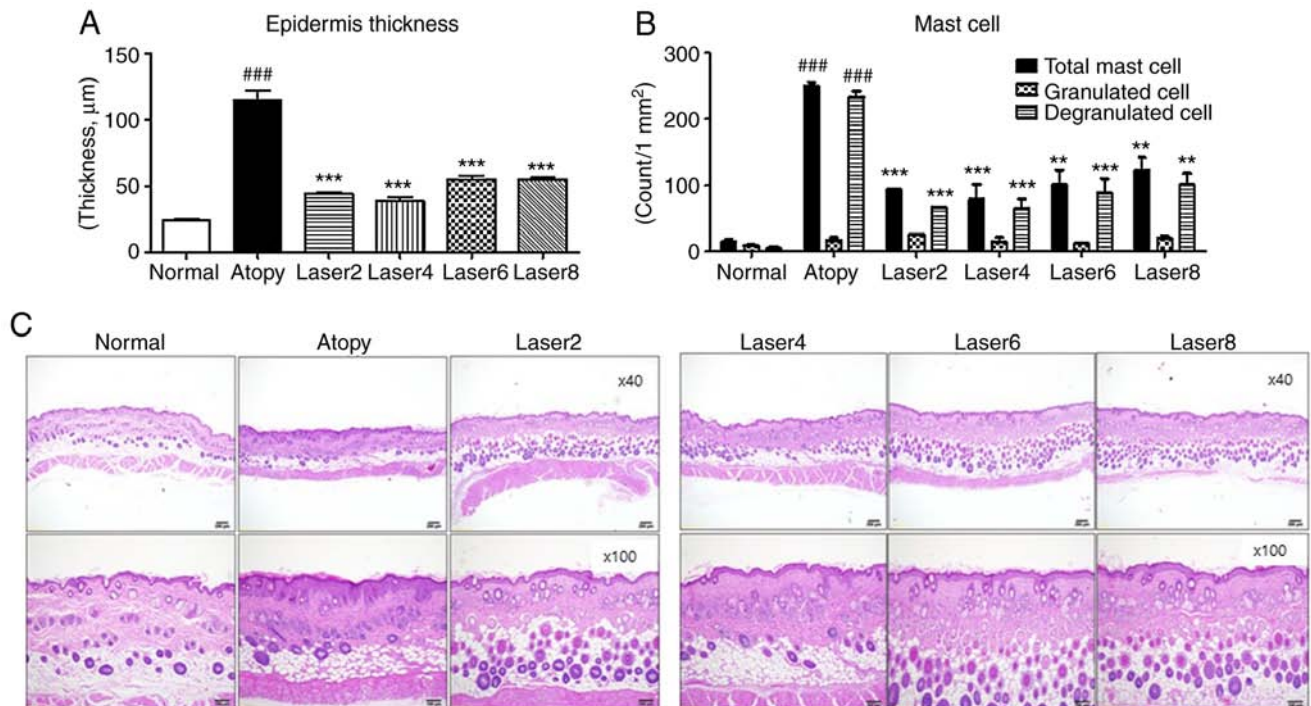 A
Epidermis thickness
(Thickness, µm)
150
100
50
0
###
***
***
***
***
Normal
Atopy
Laser2
Laser4
Laser6
Laser8
B
Mast cell
(Count/1 mm²)
300
200
100
0
###
###
***
***
***
***
**
***
**
**
Total mast cell
Granulated cell
Degranulated cell
Normal
Atopy
Laser2
Laser4
Laser6
Laser8
C
Normal
Atopy
Laser2
Laser4
Laser6
Laser8
x40
x40
x100
x100